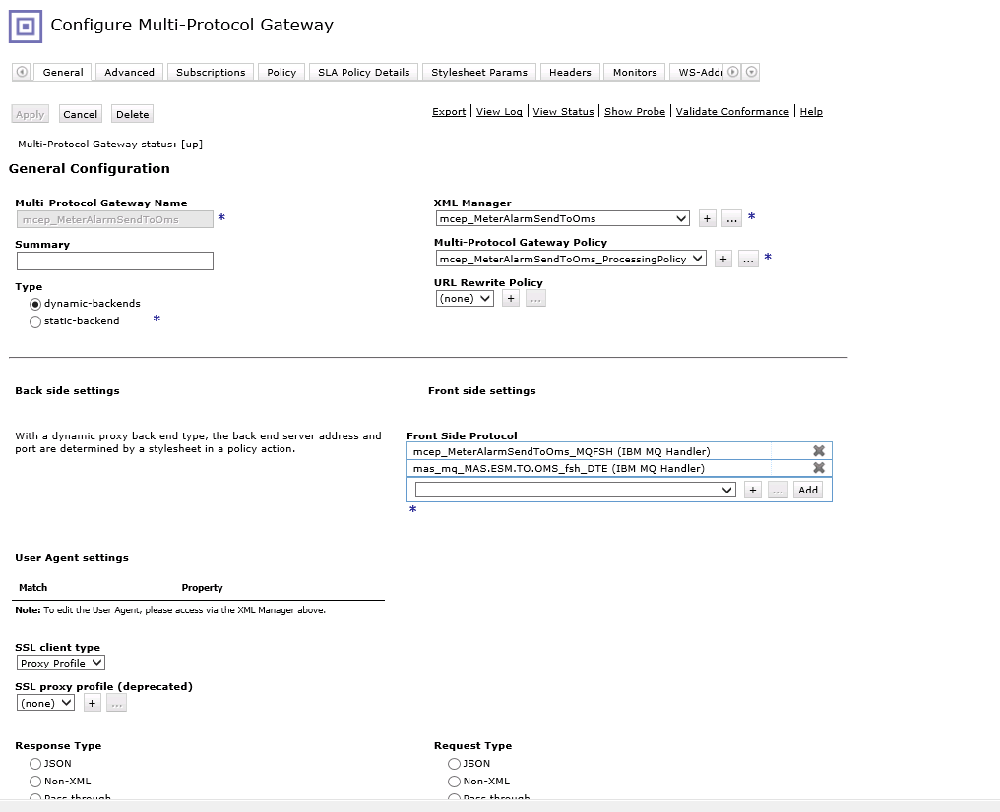 Configure Multi-Protocol Gateway
General Advanced Subscriptions Policy SLA Policy Details Stylesheet Params Headers Monitors WS-Addr
Apply Cancel Delete
Export View Log View Status Show Probe Validate Conformance Help
Multi-Protocol Gateway status: [up]
General Configuration
Multi-Protocol Gateway Name
mcep_MeterAlarmSendToOms *
Summary
Type
dynamic-backends
static-backend *
XML Manager
mcep_MeterAlarmSendToOms + ... *
Multi-Protocol Gateway Policy
mcep_MeterAlarmSendToOms_ProcessingPolicy + ... *
URL Rewrite Policy
(none) + ...
Back side settings
With a dynamic proxy back end type, the back end server address and
port are determined by a stylesheet in a policy action.
Front side settings
Front Side Protocol
mcep_MeterAlarmSendToOms_MQFSH (IBM MQ Handler)
mas_mq_MAS.ESM.TO.OMS_fsh_DTE (IBM MQ Handler)
+ ... Add
*
User Agent settings
Match Property
Note: To edit the User Agent, please access via the XML Manager above.
SSL client type
Proxy Profile
SSL proxy profile (deprecated)
(none) + ...
Response Type
JSON
Non-XML
Pass through
Request Type
JSON
Non-XML
Pass through